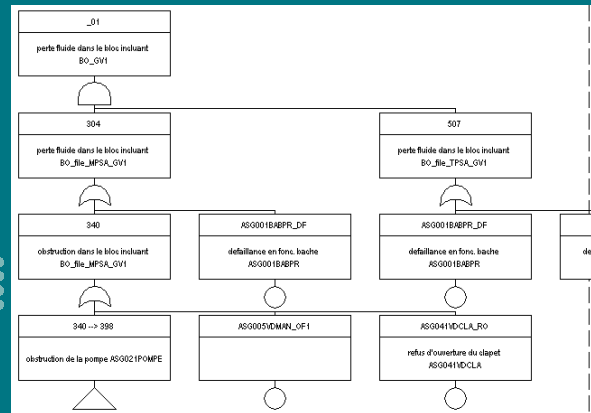 _01
perte fluide dans le bloc incluant
BO_GV1
304
perte fluide dans le bloc incluant
BO_file_MPSA_GV1
507
perte fluide dans le bloc incluant
BO_file_TPSA_GV1
340
obstruction dans le bloc incluant
BO_file_MPSA_GV1
ASG001BABPR_DF
defaillance en fonc. bache
ASG001BABPR
ASG001BABPR_DF
defaillance en fonc. bache
ASG001BABPR
de
340 --> 398
obstruction de la pompe ASG021POMPE
ASG005VDMAN_OF1
ASG041VDCLA_RO
refus d'ouverture du clapet
ASG041VDCLA